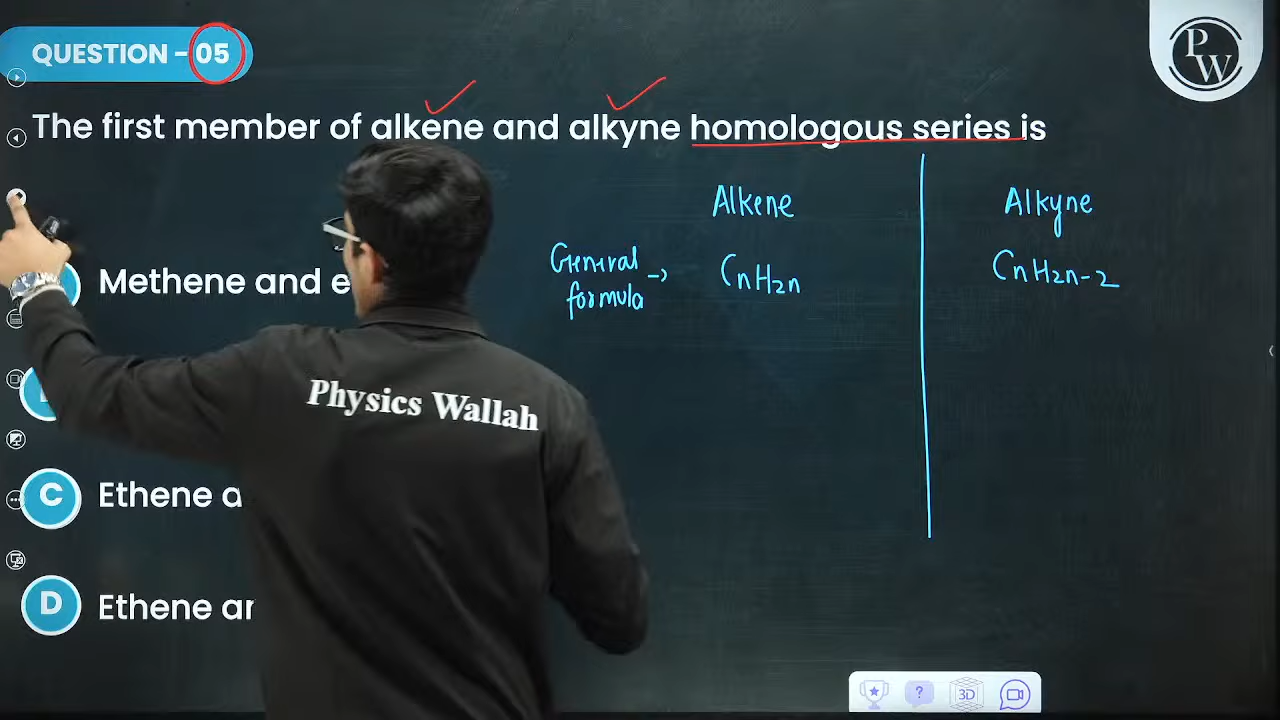 QUESTION - 05
PW
The first member of alkene and alkyne homologous series is
Alkene
Alkyne
General formula → CnH2n
CnH2n-2
Methene and
C Ethene
D Ethene
Physics Wallah
? 3D